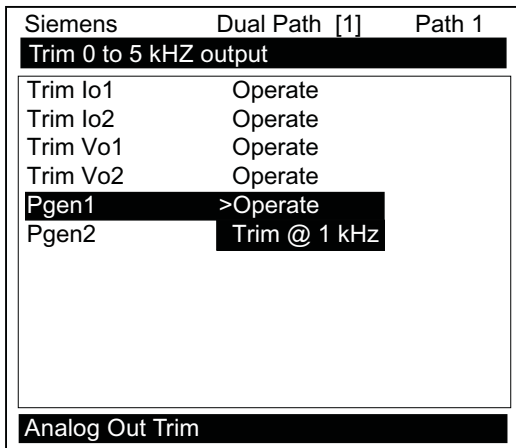 Siemens Dual Path [1] Path 1
Trim 0 to 5 kHZ output
Trim Io1 Operate
Trim Io2 Operate
Trim Vo1 Operate
Trim Vo2 Operate
Pgen1 >Operate
Pgen2 Trim @ 1 kHz
Analog Out Trim